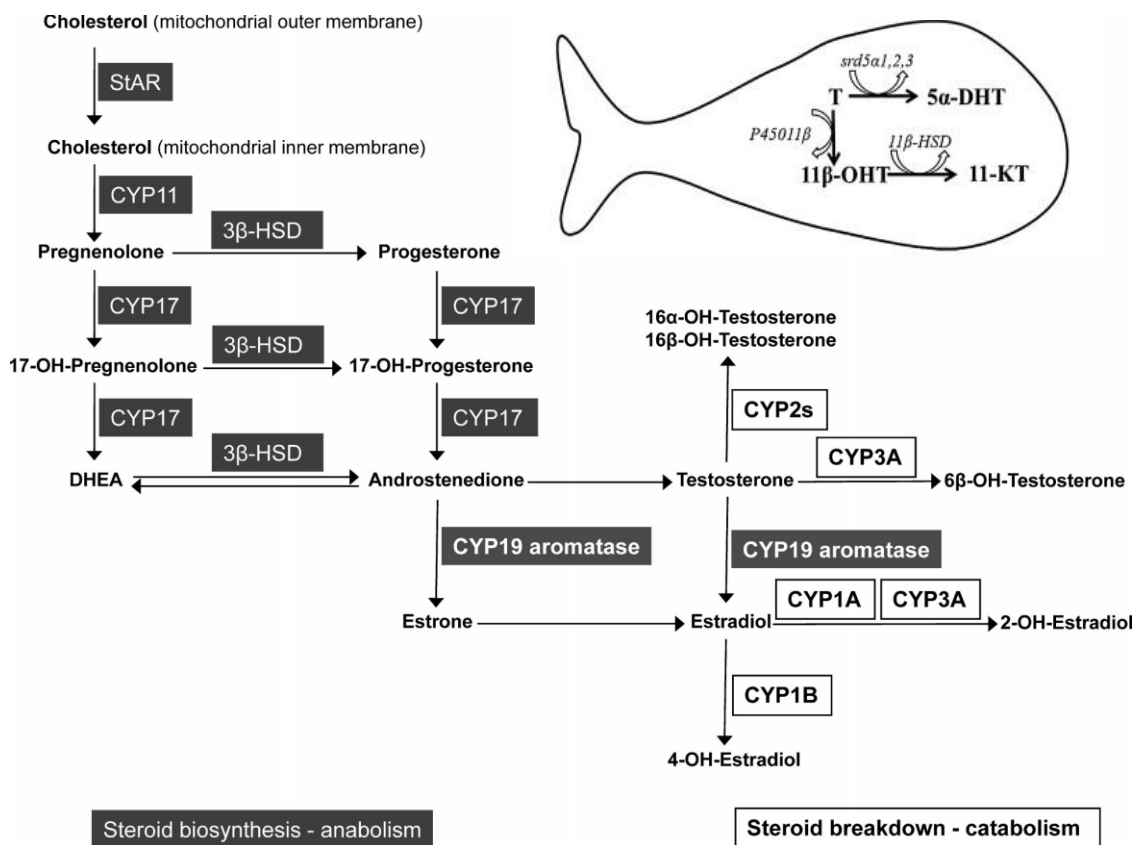 Cholesterol (mitochondrial outer membrane)
StAR
Cholesterol (mitochondrial inner membrane)
CYP11
3β-HSD
Pregnenolone
Progesterone
CYP17
CYP17
3β-HSD
17-OH-Pregnenolone
17-OH-Progesterone
CYP17
CYP17
3β-HSD
DHEA
Androstenedione
CYP19 aromatase
Estrone
srd5α1,2,3
T
5α-DHT
P45011β
11β-HSD
11β-OHT
11-KT
16α-OH-Testosterone
16β-OH-Testosterone
CYP2s
CYP3A
Testosterone
6β-OH-Testosterone
CYP19 aromatase
CYP1A
CYP3A
Estradiol
2-OH-Estradiol
CYP1B
4-OH-Estradiol
Steroid biosynthesis - anabolism
Steroid breakdown - catabolism